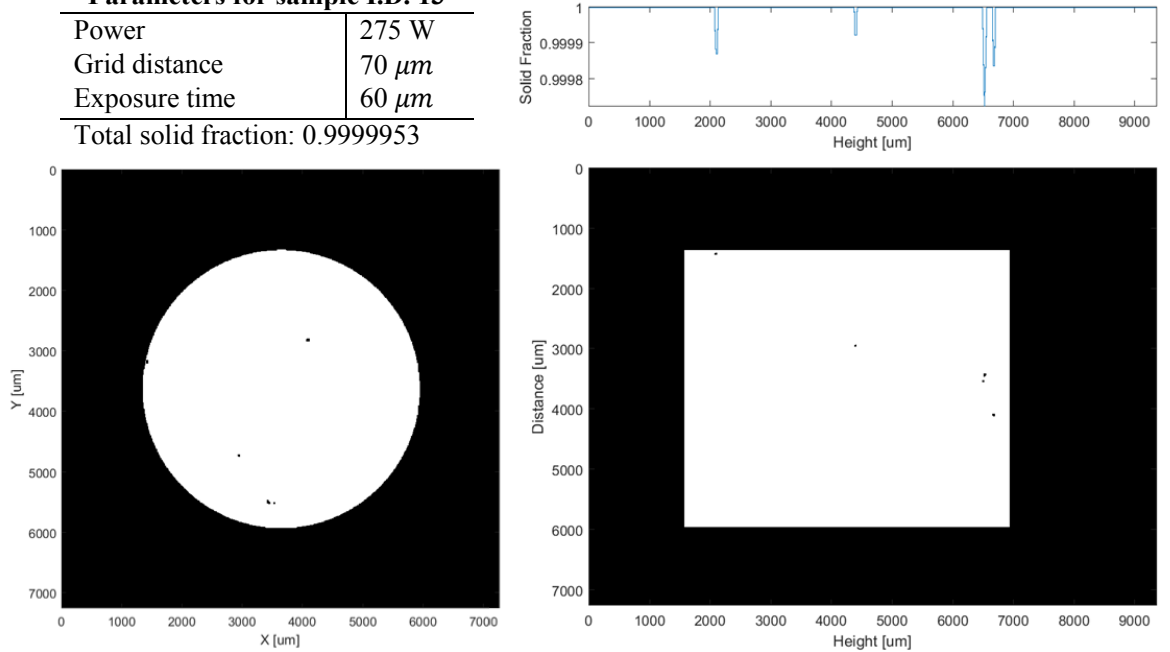 Parameters for sample I.D. 15
Power 275 W
Grid distance 70 μm
Exposure time 60 μm
Total solid fraction: 0.9999953
1
0.9999
0.9998
Solid Fraction
0 1000 2000 3000 4000 5000 6000 7000 8000 9000
Height [um]
0
1000
2000
3000
4000
5000
6000
7000
Y [um]
0 1000 2000 3000 4000 5000 6000 7000
X [um]
0
1000
2000
3000
4000
5000
6000
7000
Distance [um]
0 1000 2000 3000 4000 5000 6000 7000 8000 9000
Height [um]